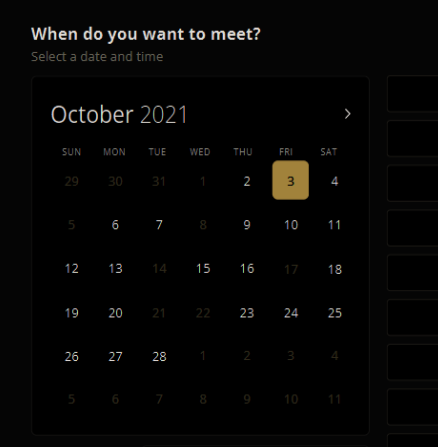 When do you want to meet?
Select a date and time
October 2021
SUN MON TUE WED THU FRI SAT
29 30 31 1 2 3 4
5 6 7 8 9 10 11
12 13 14 15 16 17 18
19 20 21 22 23 24 25
26 27 28 1 2 3 4
5 6 7 8 9 10 11